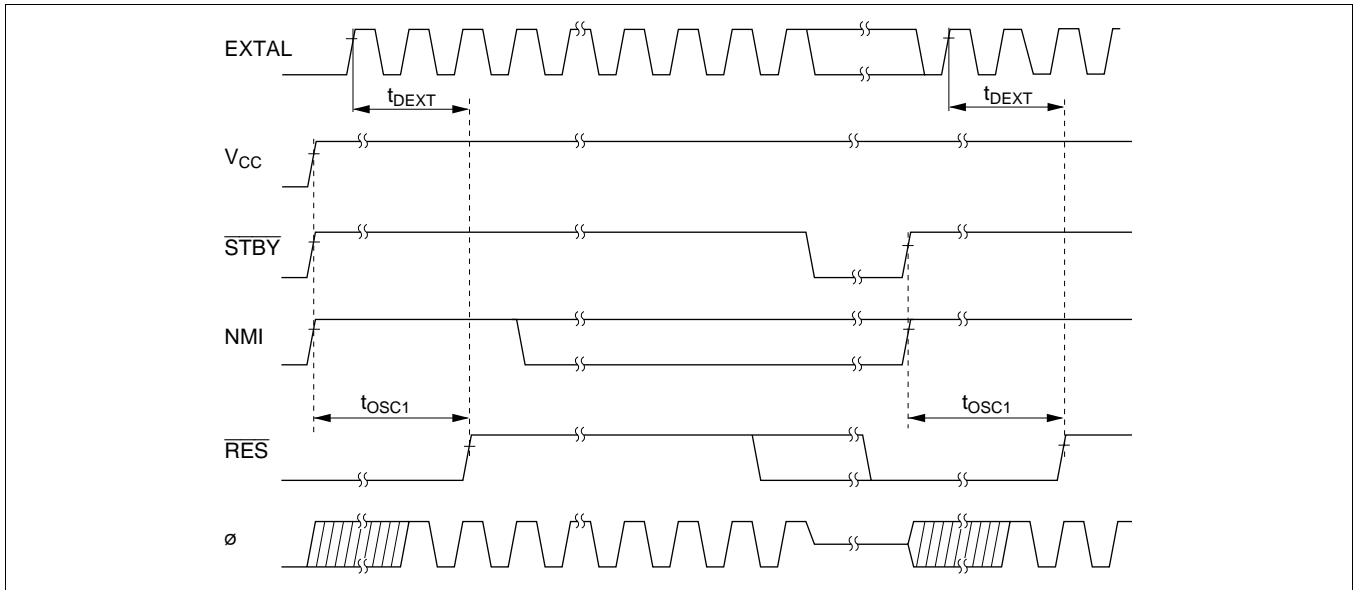 EXTAL
tDEXT
tDEXT
VCC
STBY
NMI
tOSC1
tOSC1
RES
ø